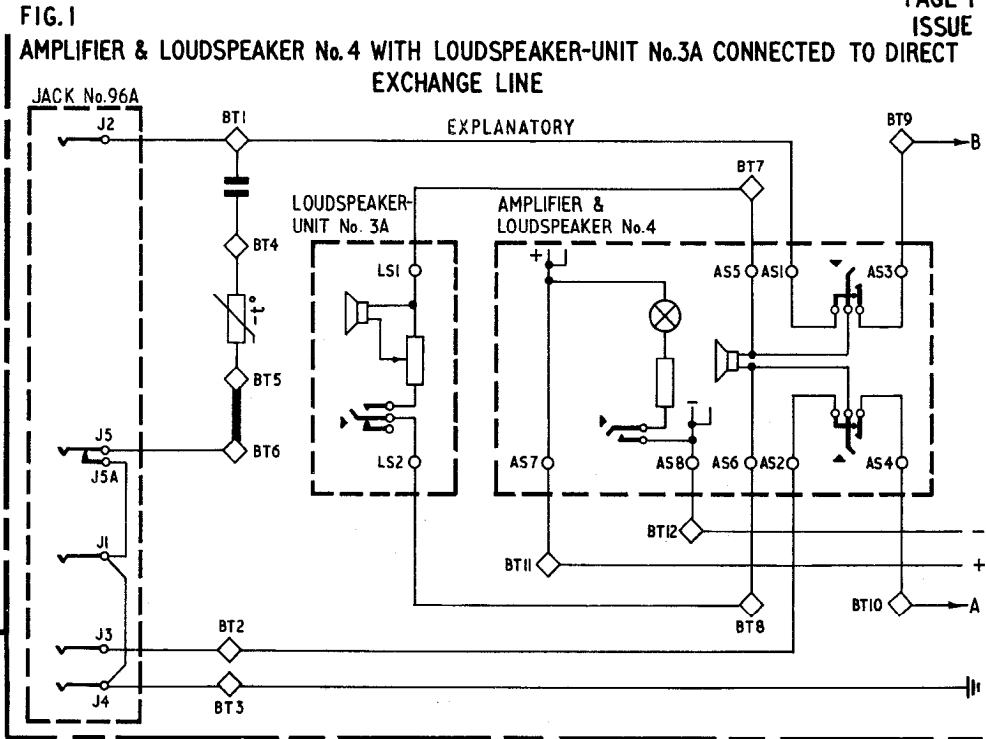 FIG.1
PAGE 1
ISSUE
AMPLIFIER & LOUDSPEAKER No.4 WITH LOUDSPEAKER-UNIT No.3A CONNECTED TO DIRECT
EXCHANGE LINE
JACK No.96A
J2
BT1
EXPLANATORY
BT9
B
BT7
LOUDSPEAKER-
UNIT No. 3A
AMPLIFIER &
LOUDSPEAKER No.4
BT4
+
LS1
AS5
AS1
AS3
-t°
BT5
-
J5
BT6
J5A
LS2
AS7
AS8
AS6
AS2
AS4
BT12
-
J1
BT11
+
BT10
A
BT8
J3
BT2
J4
BT3